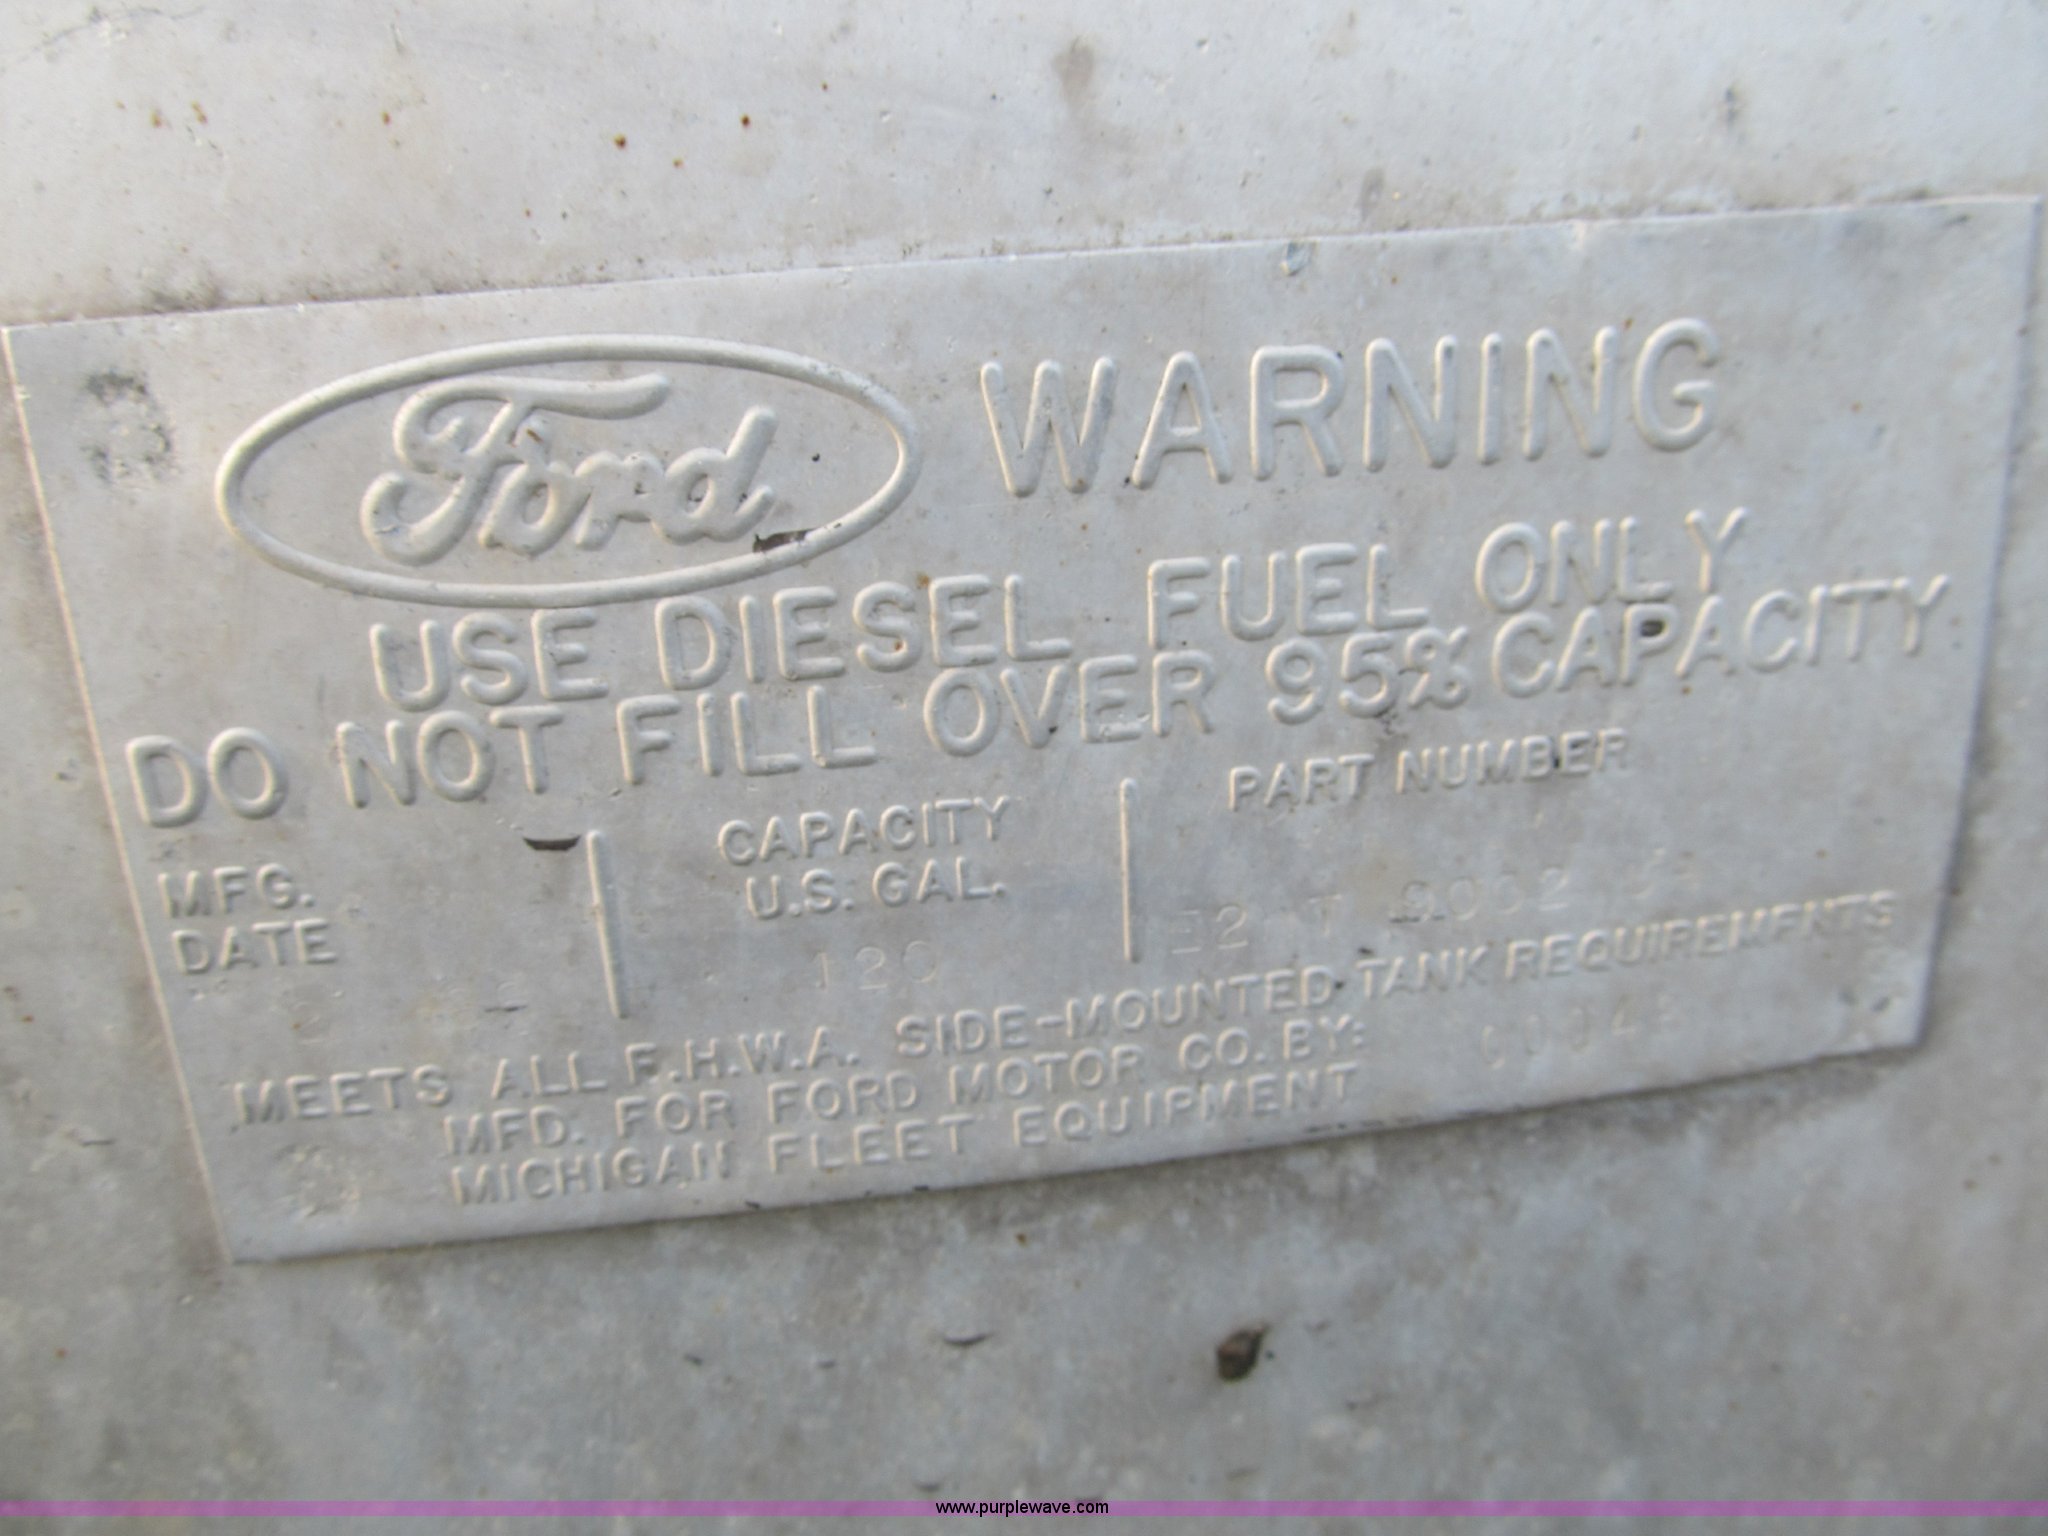 Ford WARNING
USE DIESEL FUEL ONLY
DO NOT FILL OVER 95% CAPACITY
MFG. DATE
CAPACITY U.S. GAL.
120
PART NUMBER
MEETS ALL F.H.W.A. SIDE-MOUNTED TANK REQUIREMENTS
MFD. FOR FORD MOTOR CO. BY:
MICHIGAN FLEET EQUIPMENT
www.purplewave.com